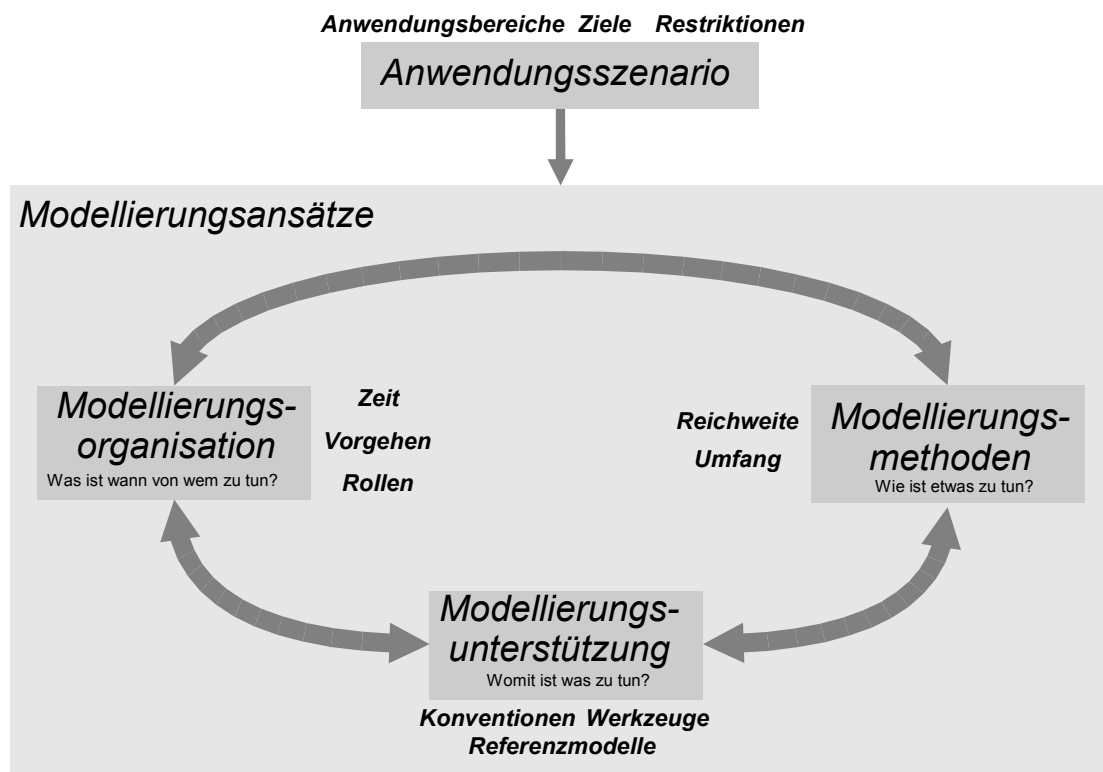 Anwendungsbereiche Ziele Restriktionen
Anwendungsszenario
Modellierungsansätze
Modellierungs-
organisation
Was ist wann von wem zu tun?
Zeit
Vorgehen
Rollen
Reichweite
Umfang
Modellierungs-
methoden
Wie ist etwas zu tun?
Modellierungs-
unterstützung
Womit ist was zu tun?
Konventionen Werkzeuge
Referenzmodelle